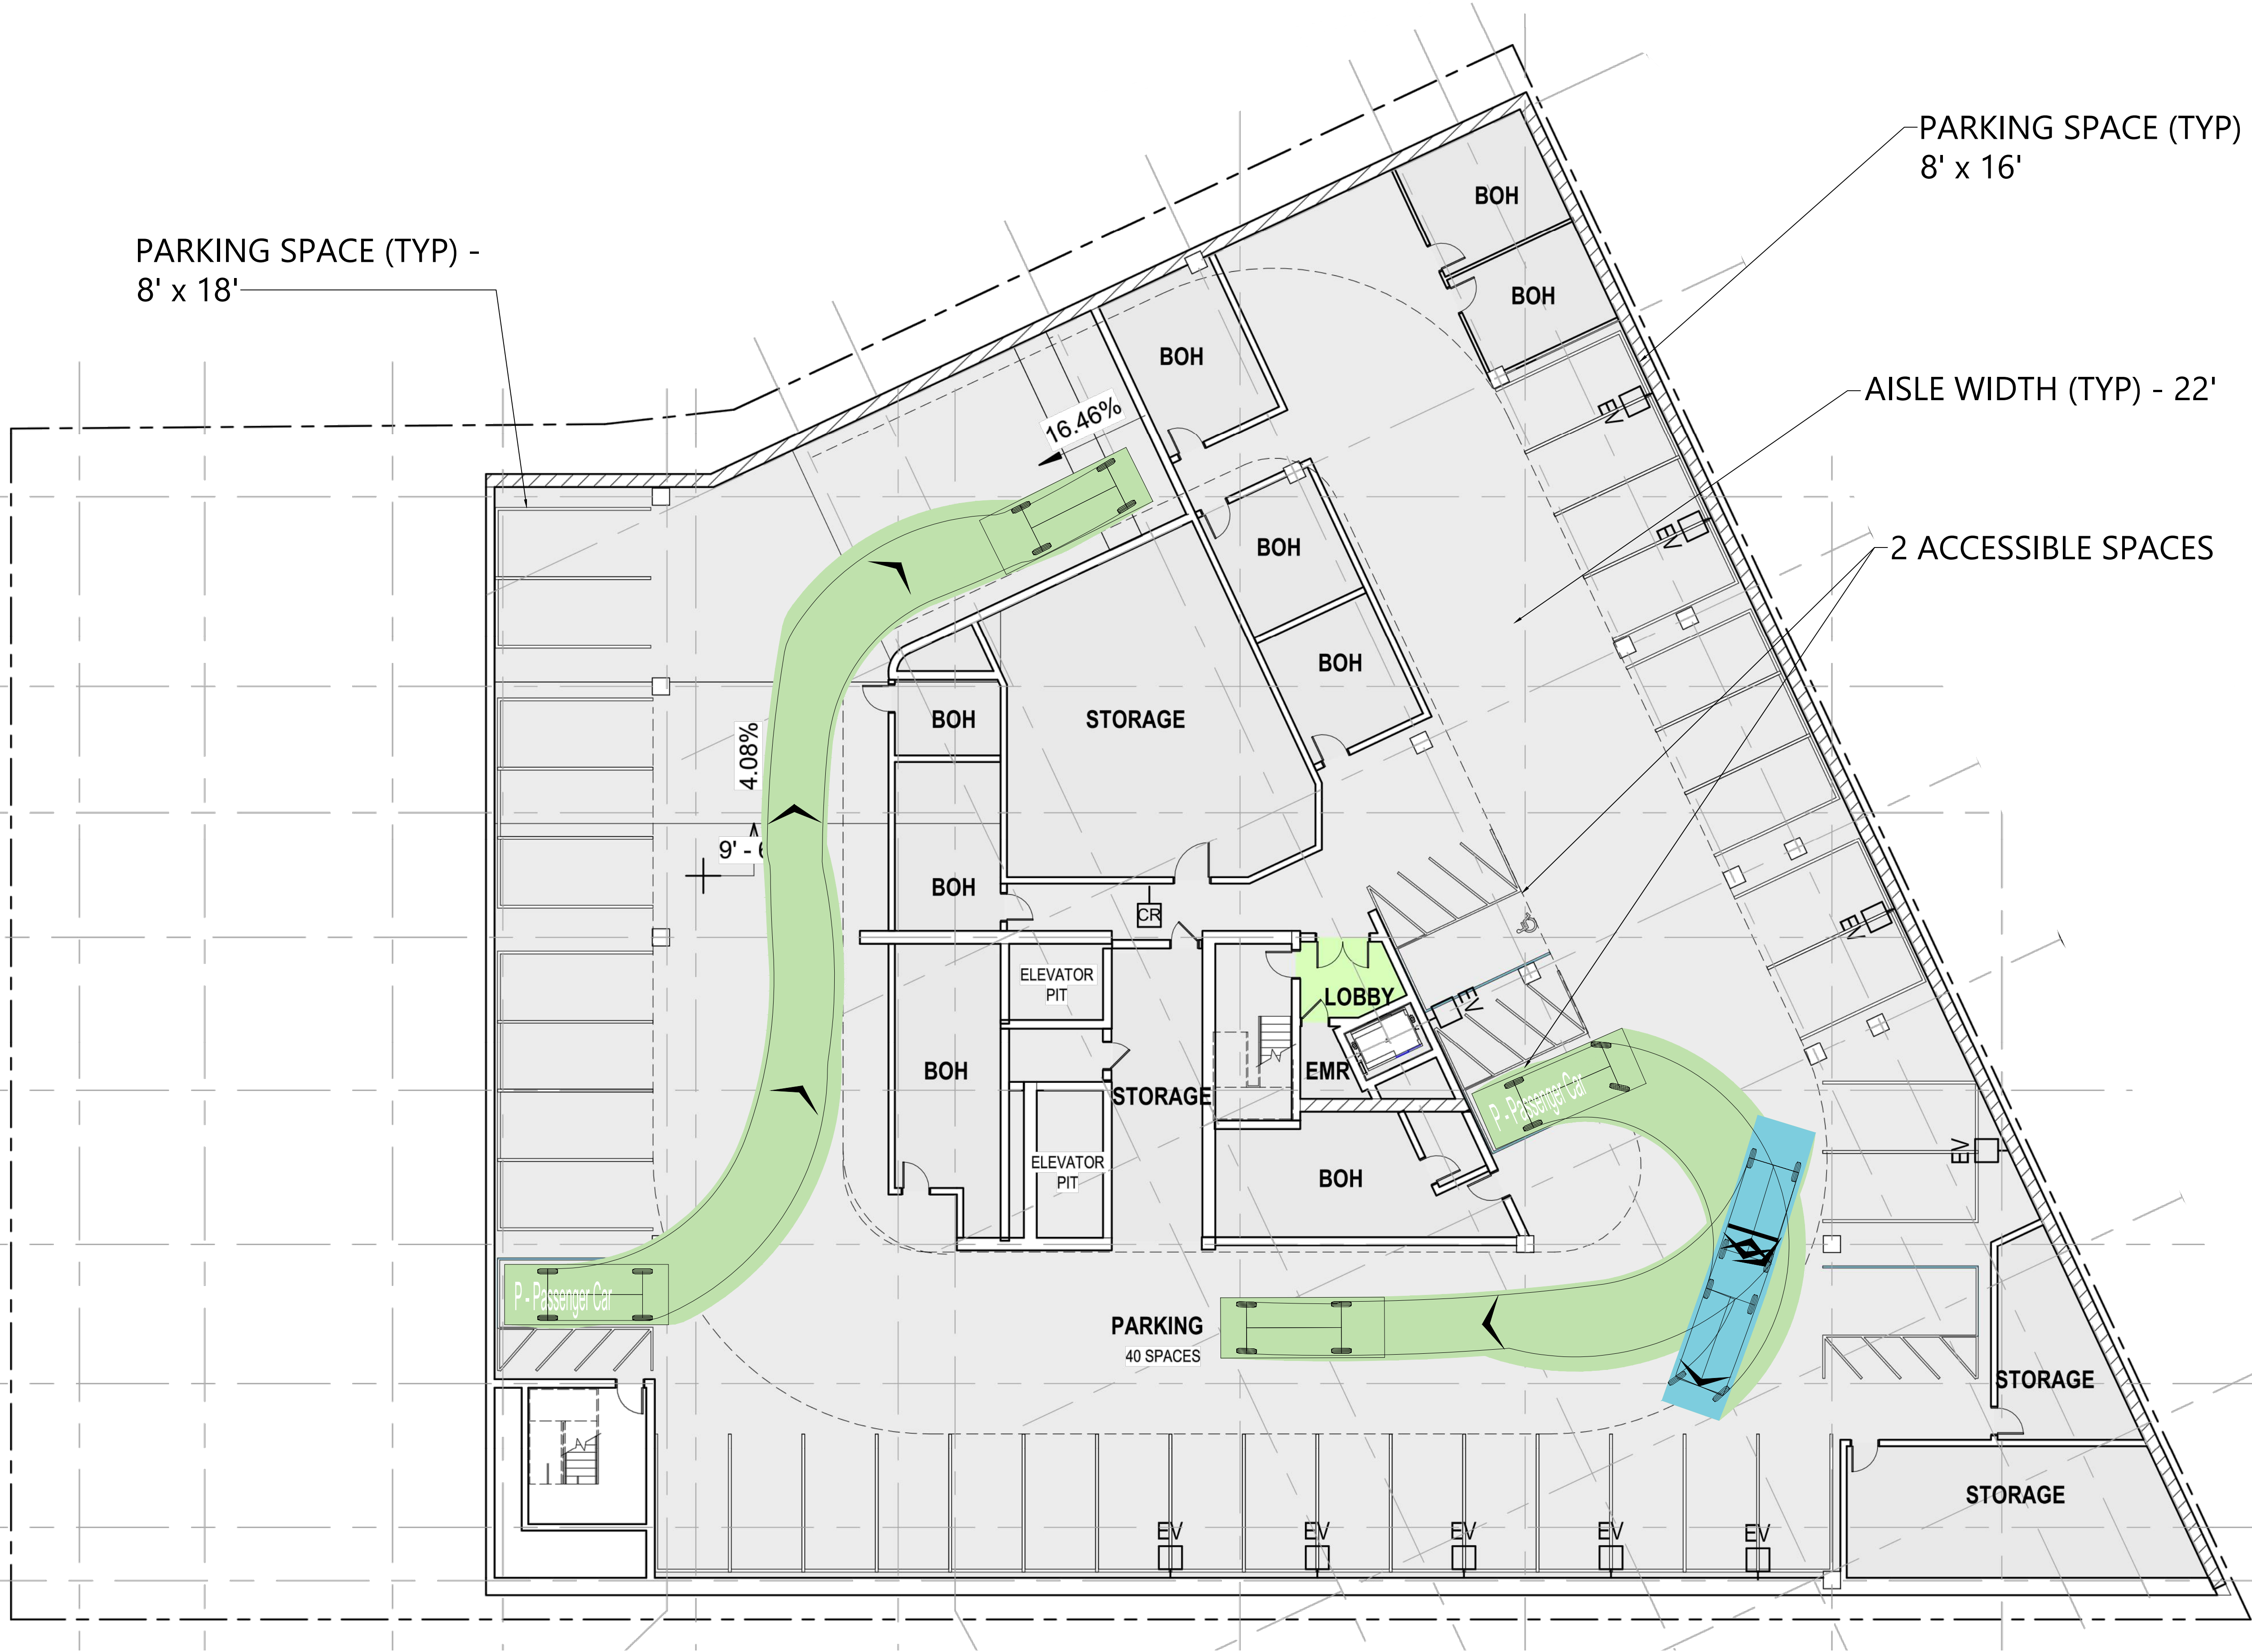 PARKING SPACE (TYP)
8' x 16'
BOH
PARKING SPACE (TYP) -
8' x 18'
BOH
BOH
AISLE WIDTH (TYP) - 22'
16.46%
EV
EV
BOH
2 ACCESSIBLE SPACES
BOH
BOH
STORAGE
4.08%
9' -
BOH
CR
EV
ELEVATOR
PIT
LOBBY
EV
BOH
EMR
STORAGE
P - Passenger Car
EV
ELEVATOR
PIT
BOH
P - Passenger Car
PARKING
40 SPACES
STORAGE
STORAGE
EV
EV
EV
EV
EV